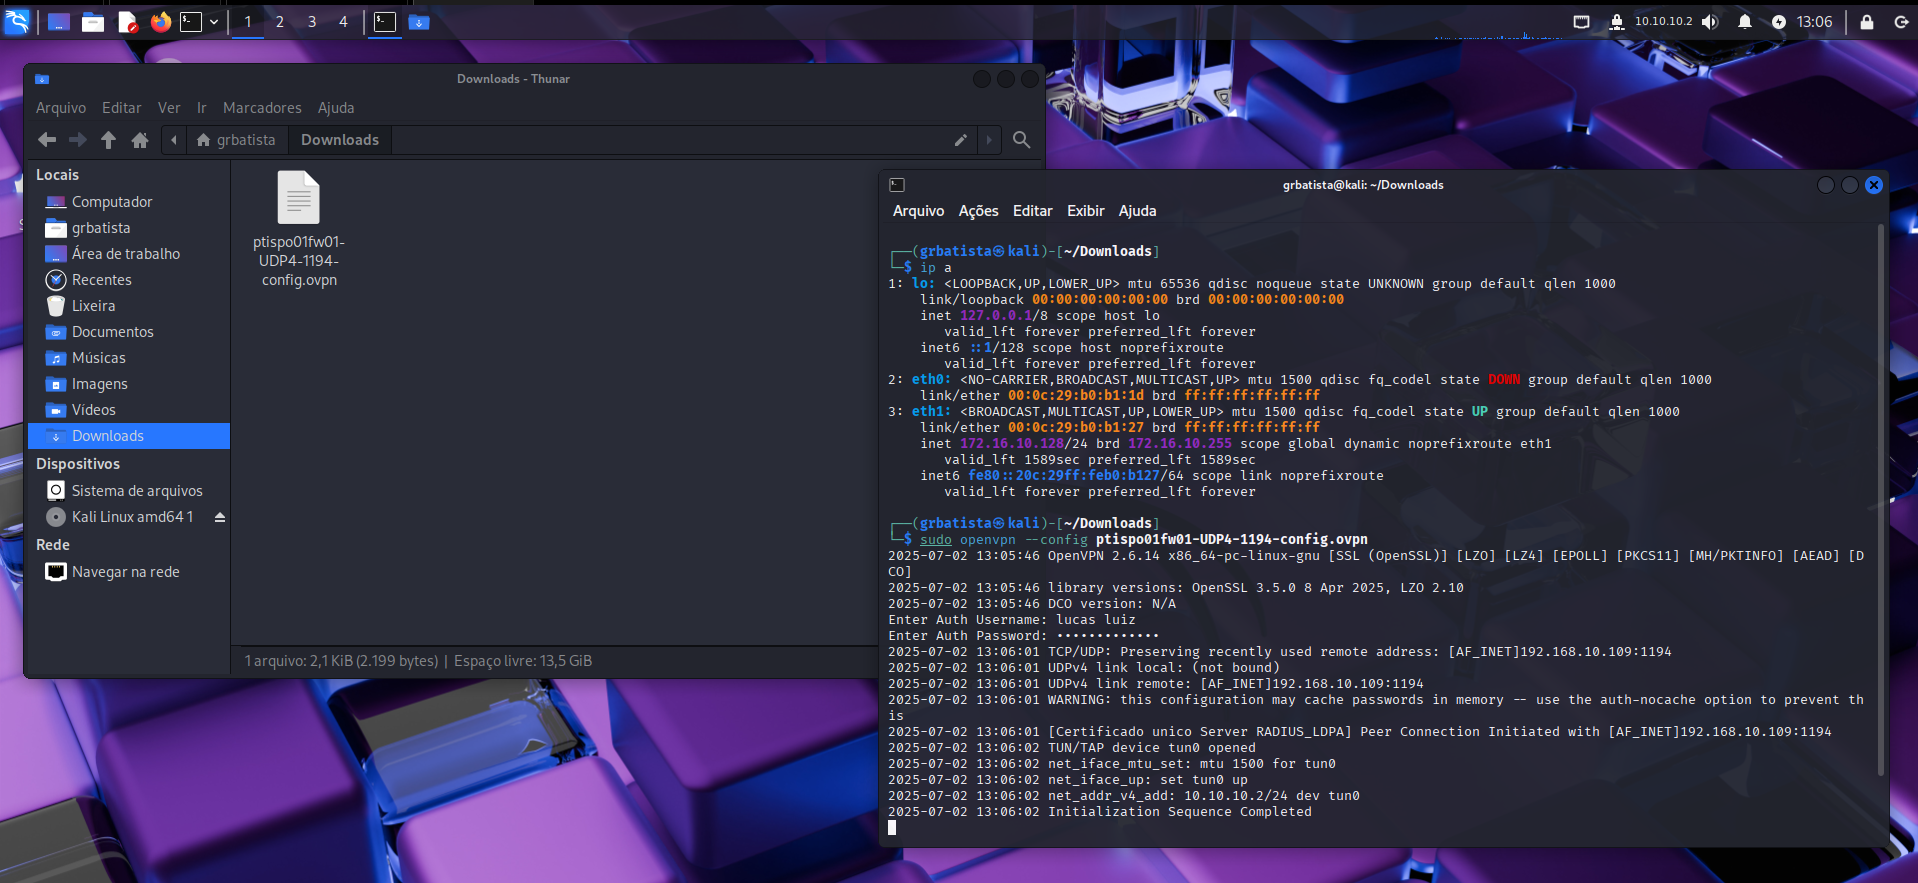 1 2 3 4
10.10.10.2 13:06
Downloads - Thunar
Arquivo Editar Ver Ir Marcadores Ajuda
grbatista Downloads
Locais
Computador
grbatista
Área de trabalho
Recentes
Lixeira
Documentos
Músicas
Imagens
Vídeos
Downloads
Dispositivos
Sistema de arquivos
Kali Linux amd64 1
Rede
Navegar na rede
ptispo01fw01-
UDP4-1194-
config.ovpn
1 arquivo: 2,1 KiB (2.199 bytes) | Espaço livre: 13,5 GiB
grbatista@kali: ~/Downloads
Arquivo Ações Editar Exibir Ajuda
┌──(grbatista㉿kali)-[~/Downloads]
└─$ ip a
1: lo: <LOOPBACK,UP,LOWER_UP> mtu 65536 qdisc noqueue state UNKNOWN group default qlen 1000
link/loopback 00:00:00:00:00:00 brd 00:00:00:00:00:00
inet 127.0.0.1/8 scope host lo
valid_lft forever preferred_lft forever
inet6 ::1/128 scope host noprefixroute
valid_lft forever preferred_lft forever
2: eth0: <NO-CARRIER,BROADCAST,MULTICAST,UP> mtu 1500 qdisc fq_codel state DOWN group default qlen 1000
link/ether 00:0c:29:b0:b1:1d brd ff:ff:ff:ff:ff:ff
3: eth1: <BROADCAST,MULTICAST,UP,LOWER_UP> mtu 1500 qdisc fq_codel state UP group default qlen 1000
link/ether 00:0c:29:b0:b1:27 brd ff:ff:ff:ff:ff:ff
inet 172.16.10.128/24 brd 172.16.10.255 scope global dynamic noprefixroute eth1
valid_lft 1589sec preferred_lft 1589sec
inet6 fe80::20c:29ff:feb0:b127/64 scope link noprefixroute
valid_lft forever preferred_lft forever
┌──(grbatista㉿kali)-[~/Downloads]
└─$ sudo openvpn --config ptispo01fw01-UDP4-1194-config.ovpn
2025-07-02 13:05:46 OpenVPN 2.6.14 x86_64-pc-linux-gnu [SSL (OpenSSL)] [LZO] [LZ4] [EPOLL] [PKCS11] [MH/PKTINFO] [AEAD] [D
CO]
2025-07-02 13:05:46 library versions: OpenSSL 3.5.0 8 Apr 2025, LZO 2.10
2025-07-02 13:05:46 DCO version: N/A
Enter Auth Username: lucas luiz
Enter Auth Password: •••••••••••••
2025-07-02 13:06:01 TCP/UDP: Preserving recently used remote address: [AF_INET]192.168.10.109:1194
2025-07-02 13:06:01 UDPv4 link local: (not bound)
2025-07-02 13:06:01 UDPv4 link remote: [AF_INET]192.168.10.109:1194
2025-07-02 13:06:01 WARNING: this configuration may cache passwords in memory -- use the auth-nocache option to prevent th
is
2025-07-02 13:06:01 [Certificado unico Server RADIUS_LDPA] Peer Connection Initiated with [AF_INET]192.168.10.109:1194
2025-07-02 13:06:02 TUN/TAP device tun0 opened
2025-07-02 13:06:02 net_iface_mtu_set: mtu 1500 for tun0
2025-07-02 13:06:02 net_iface_up: set tun0 up
2025-07-02 13:06:02 net_addr_v4_add: 10.10.10.2/24 dev tun0
2025-07-02 13:06:02 Initialization Sequence Completed